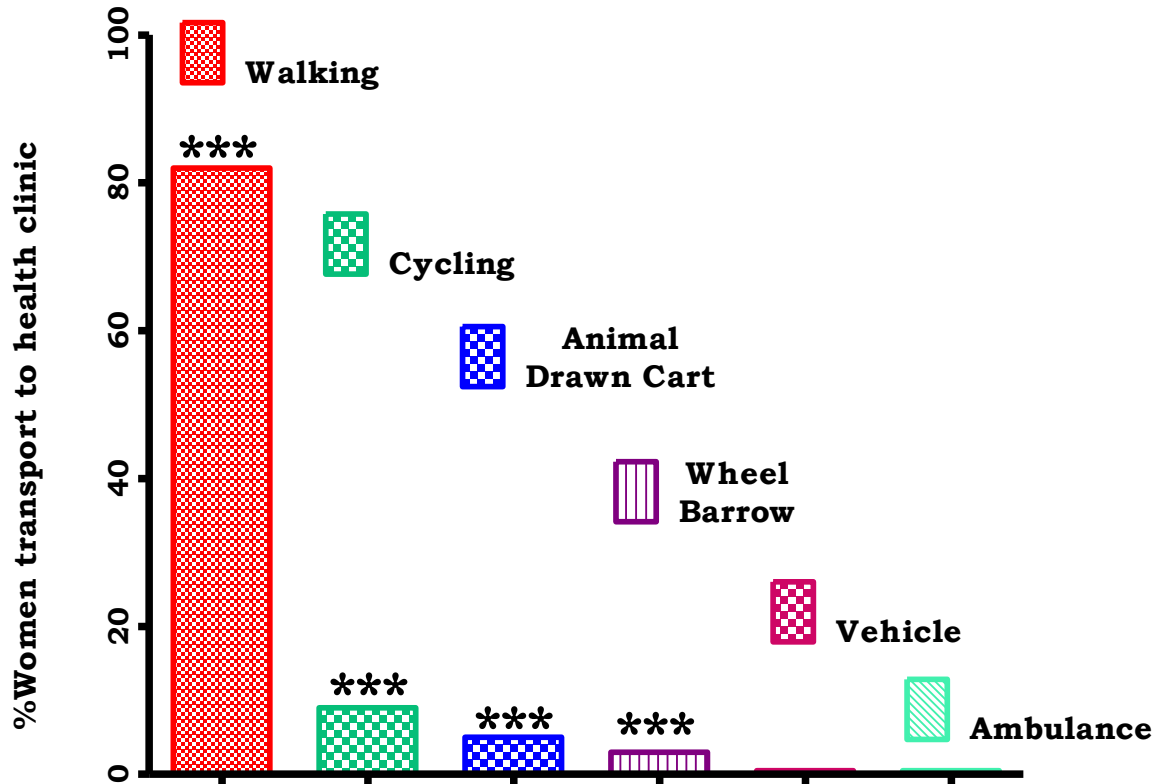 %Women transport to health clinic
100
80
60
40
20
0
Walking
***
Cycling
***
Animal
Drawn Cart
***
Wheel
Barrow
***
Vehicle
Ambulance